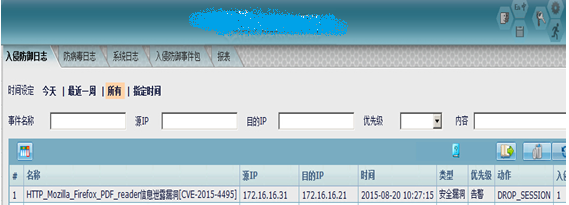 入侵防御日志 防病毒日志 系统日志 入侵防御事件包 报表
时间设定 今天 | 最近一周 | 所有 | 指定时间
事件名称 源IP 目的IP 优先级 内容
# 名称 源IP 目的IP 时间 类型 优先级 动作 入侵
1 HTTP_Mozilla_Firefox_PDF_reader信息泄露漏洞[CVE-2015-4495] 172.16.16.31 172.16.16.21 2015-08-20 10:27:15 安全漏洞 高警 DROP_SESSION 1